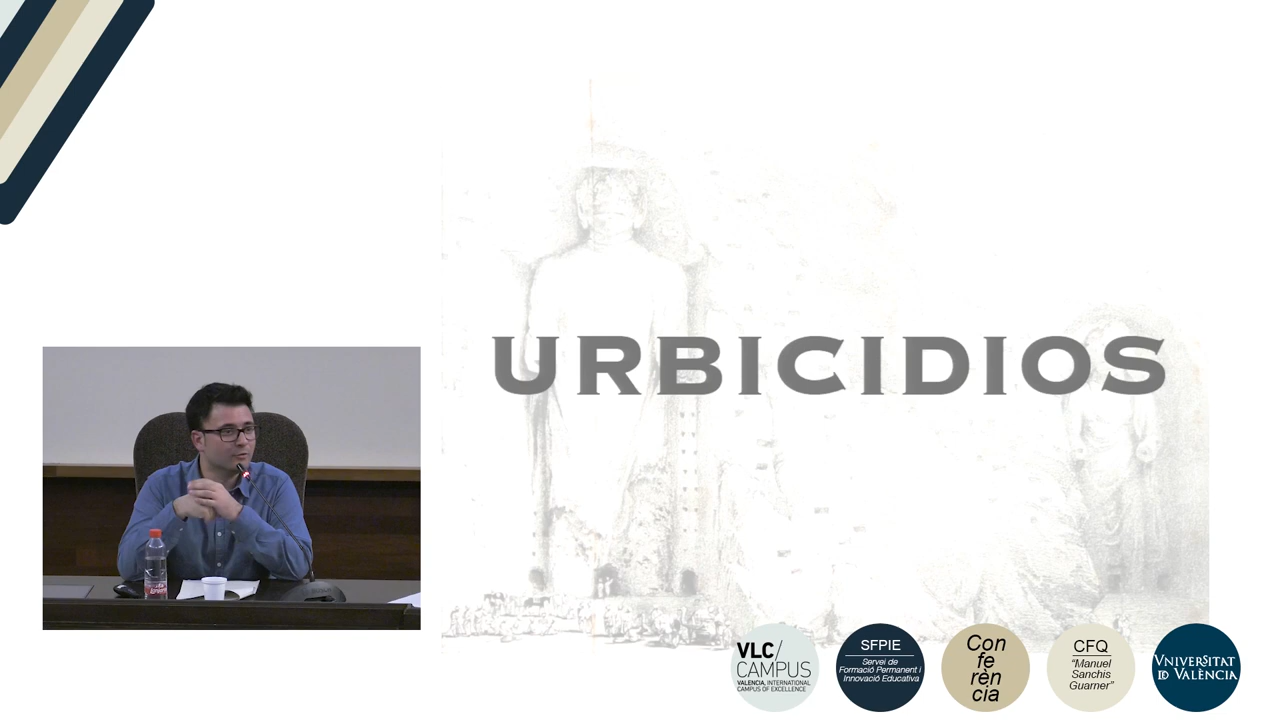 URBICIDIOS
VLC/
CAMPUS
VALENCIA, INTERNATIONAL
CAMPUS OF EXCELLENCE
SFPIE
Servei de
Formació Permanent i
Innovació Educativa
Con
fe
rèn
cia
CFQ
"Manuel
Sanchis
Guarner"
VNIVERSITAT
ID VALÈNCIA